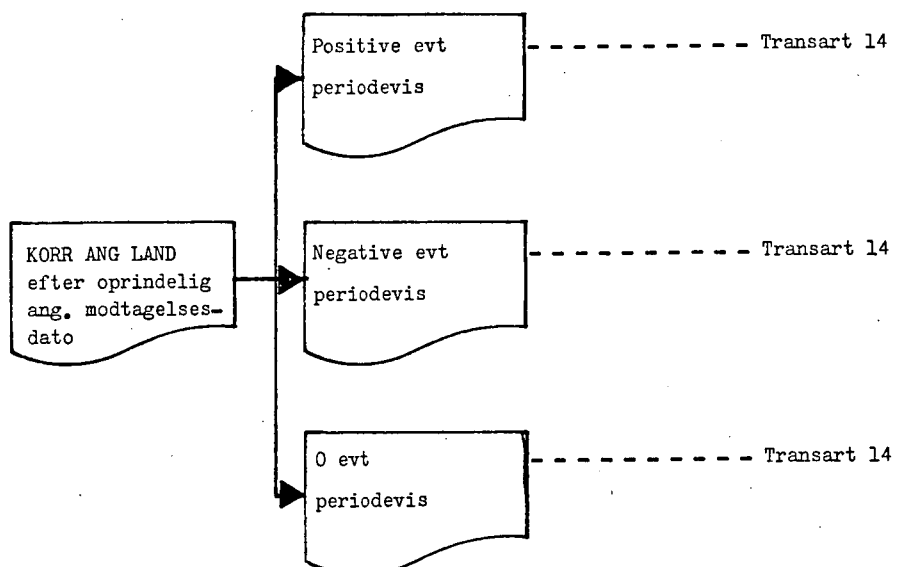 Positive evt
periodevis
Transart 14
KORR ANG LAND
efter oprindelig
ang. modtagelses-
dato
Negative evt
periodevis
Transart 14
0 evt
periodevis
Transart 14